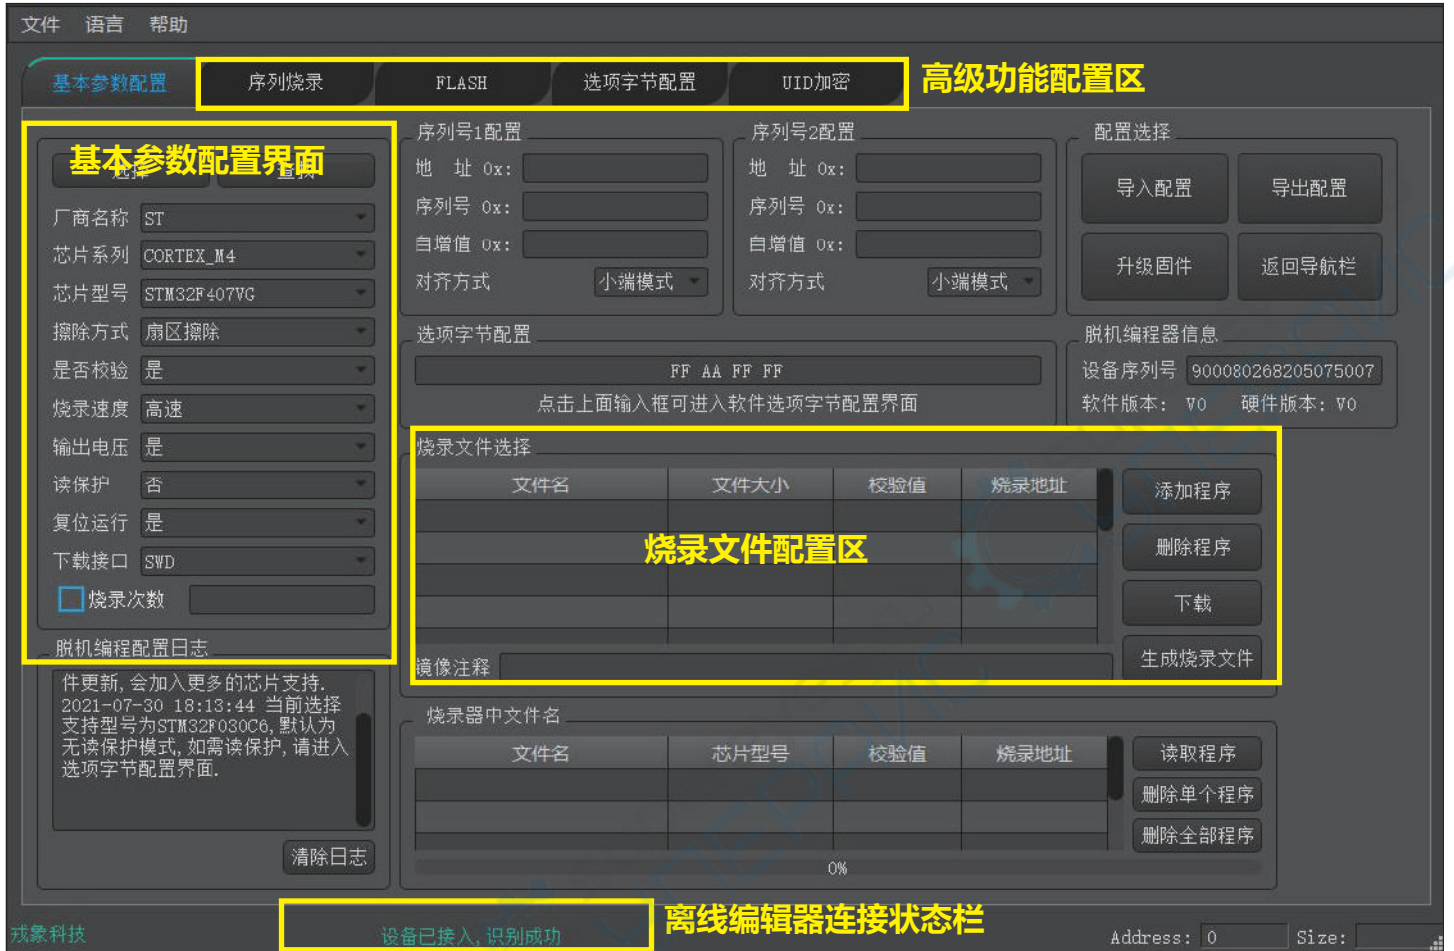 文件 语言 帮助
基本参数配置 序列烧录 FLASH 选项字节配置 UID加密 高级功能配置区
基本参数配置界面
选择 查找
厂商名称 ST
芯片系列 CORTEX_M4
芯片型号 STM32F407VG
擦除方式 扇区擦除
是否校验 是
烧录速度 高速
输出电压 是
读保护 否
复位运行 是
下载接口 SWD
烧录次数
脱机编程配置日志
件更新,会加入更多的芯片支持.
2021-07-30 18:13:44 当前选择
支持型号为STM32F030C6,默认为
无读保护模式,如需读保护,请进入
选项字节配置界面.
清除日志
序列号1配置
地 址 0x:
序列号 0x:
自增值 0x:
对齐方式 小端模式
序列号2配置
地 址 0x:
序列号 0x:
自增值 0x:
对齐方式 小端模式
配置选择
导入配置 导出配置
升级固件 返回导航栏
选项字节配置
FF AA FF FF
点击上面输入框可进入软件选项字节配置界面
脱机编程器信息
设备序列号 900080268205075007
软件版本: V0 硬件版本: V0
烧录文件选择
文件名 文件大小 校验值 烧录地址
烧录文件配置区
镜像注释
添加程序
删除程序
下载
生成烧录文件
烧录器中文件名
文件名 芯片型号 校验值 烧录地址
读取程序
删除单个程序
删除全部程序
0%
戎象科技 设备已接入,识别成功 离线编辑器连接状态栏 Address: 0 Size: